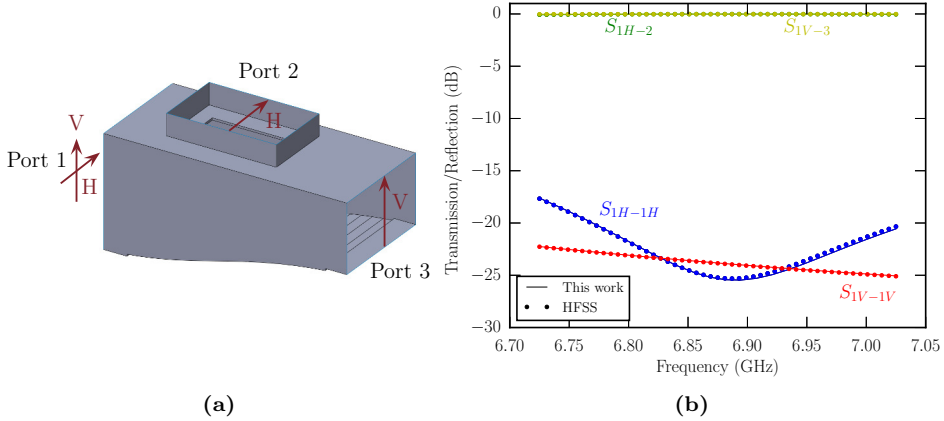 Port 2
H
V
Port 1
H
V
Port 3
(a)
Transmission/Reflection (dB)
0
−5
−10
−15
−20
−25
−30
S1H−2
S1V−3
S1H−1H
S1V−1V
This work
HFSS
6.70 6.75 6.80 6.85 6.90 6.95 7.00 7.05
Frequency (GHz)
(b)